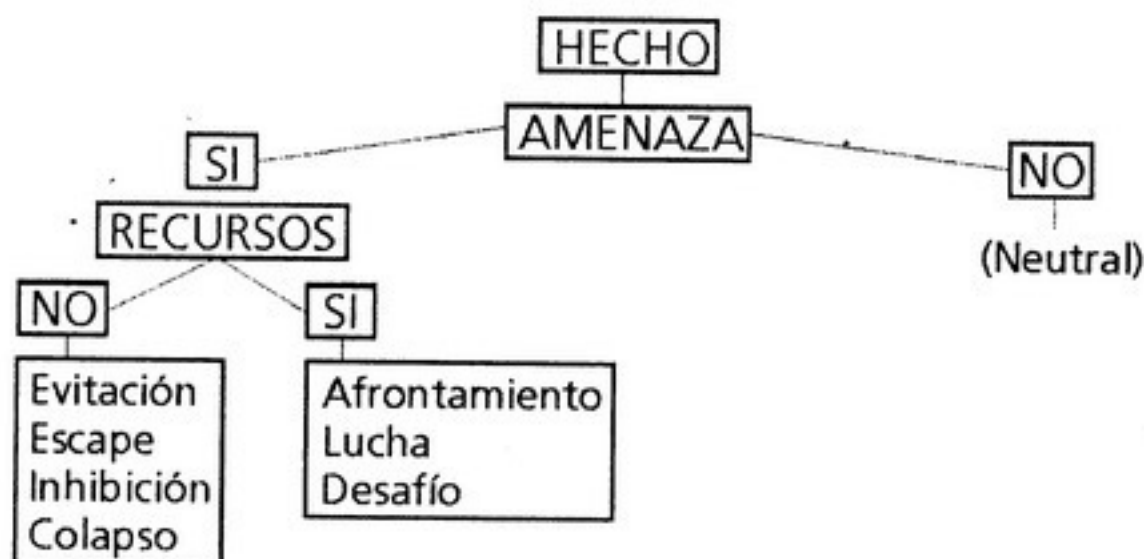 HECHO
AMENAZA
SI
NO
RECURSOS
(Neutral)
NO
SI
Evitación
Escape
Inhibición
Colapso
Afrontamiento
Lucha
Desafío